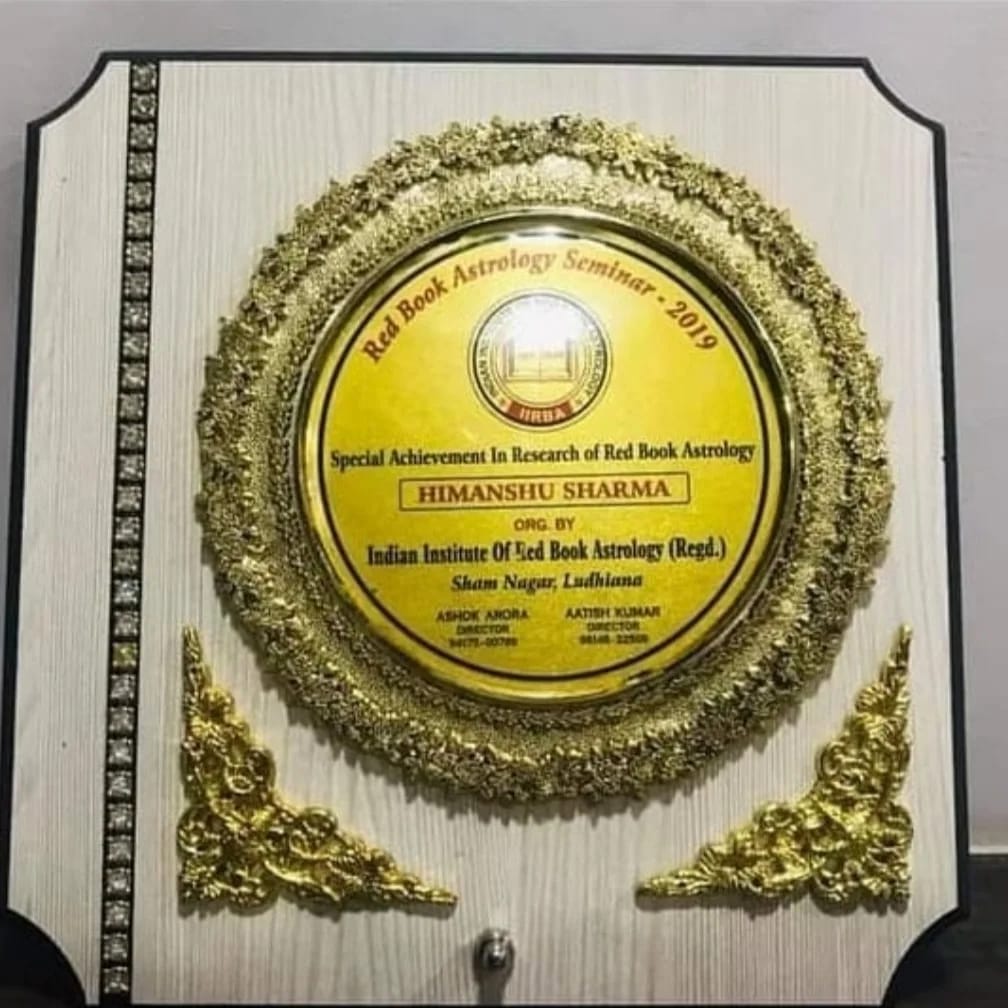 Red Book Astrology Seminar - 2019
IIRBA
Special Achievement In Research of Red Book Astrology
HIMANSHU SHARMA
ORG. BY
Indian Institute Of Red Book Astrology (Regd.)
Sham Nagar, Ludhiana
ASHOK ARORA AATISH KUMAR
DIRECTOR DIRECTOR